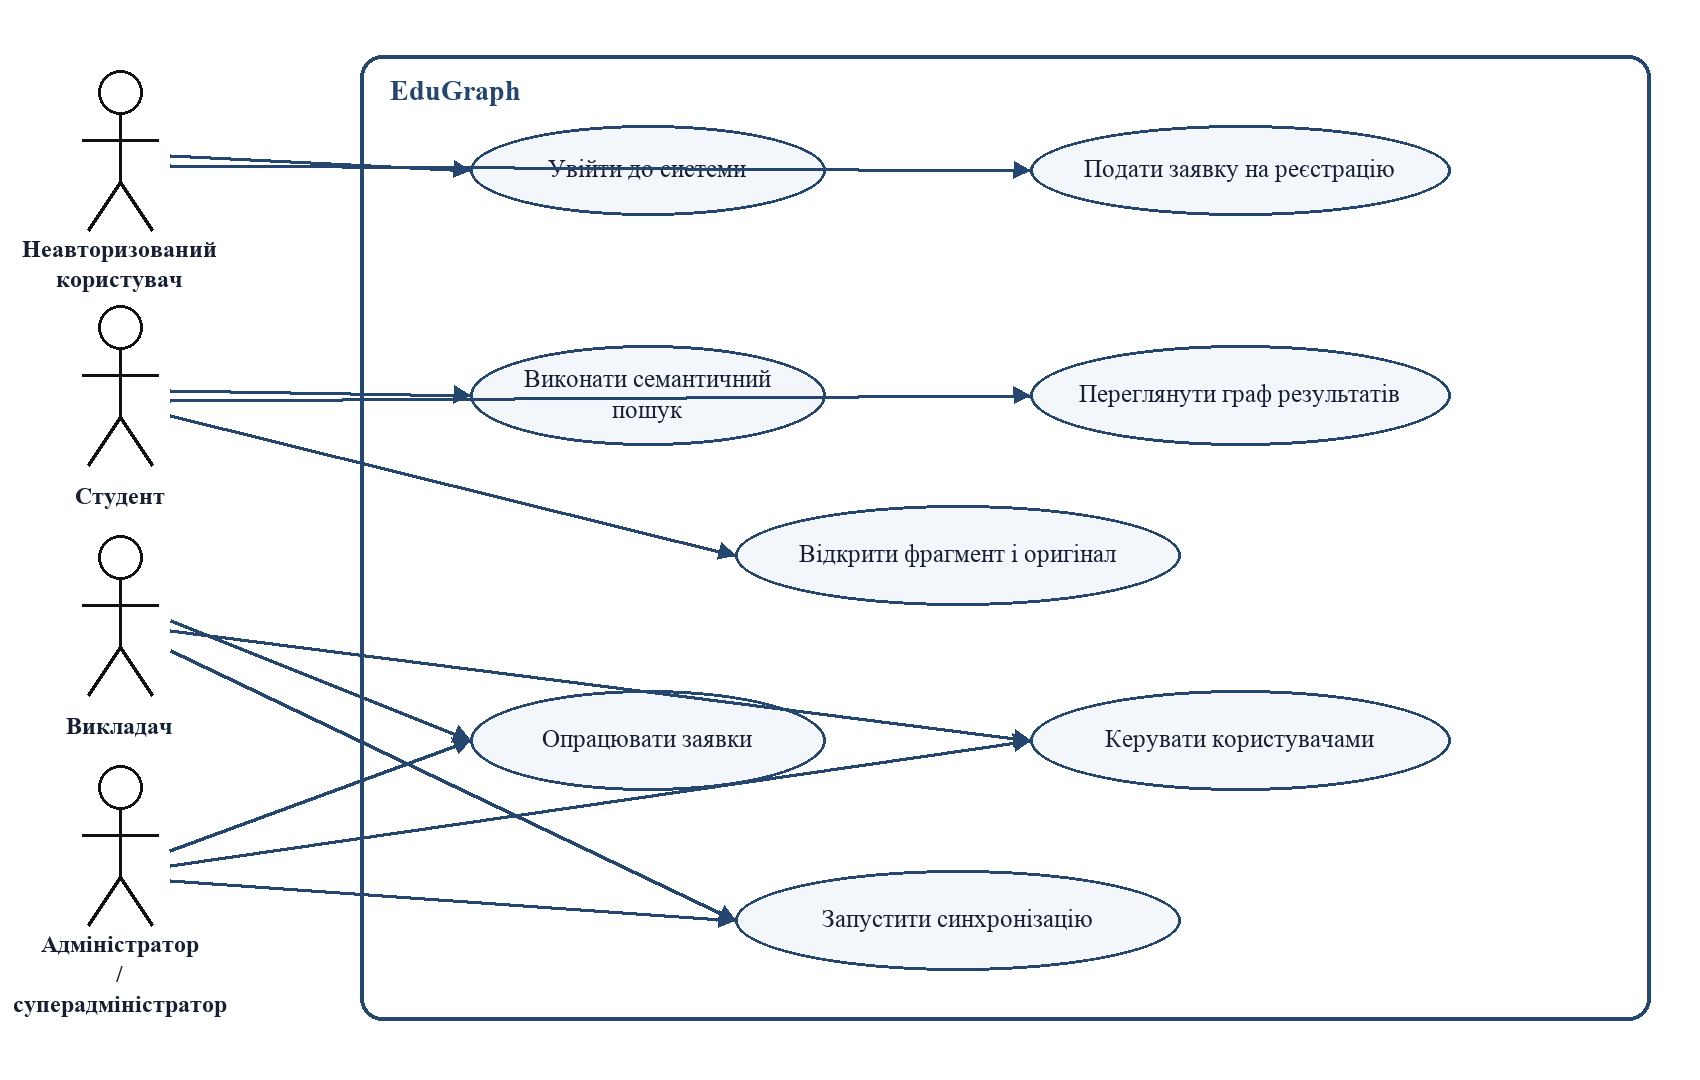 EduGraph
Увійти до системи
Подати заявку на реєстрацію
Неавторизований
користувач
Виконати семантичний
пошук
Переглянути граф результатів
Студент
Відкрити фрагмент і оригінал
Викладач
Опрацювати заявки
Керувати користувачами
Запустити синхронізацію
Адміністратор
/
суперадміністратор